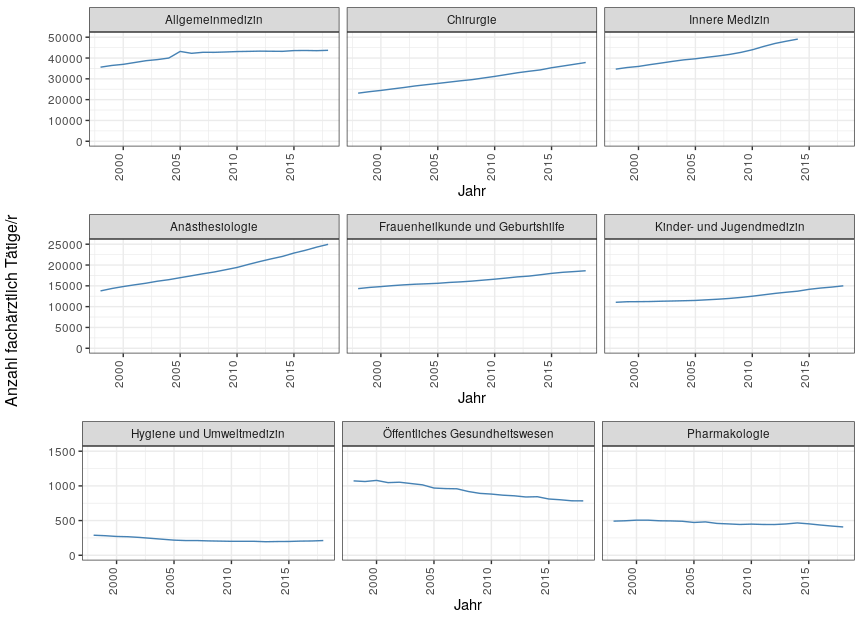 Anzahl fachärztlich Tätige/r
Allgemeinmedizin
Chirurgie
Innere Medizin
50000
40000
30000
20000
10000
0
2000 2005 2010 2015
2000 2005 2010 2015
2000 2005 2010 2015
Jahr
Anästhesiologie
Frauenheilkunde und Geburtshilfe
Kinder- und Jugendmedizin
25000
20000
15000
10000
5000
0
2000 2005 2010 2015
2000 2005 2010 2015
2000 2005 2010 2015
Jahr
Hygiene und Umweltmedizin
Öffentliches Gesundheitswesen
Pharmakologie
1500
1000
500
0
2000 2005 2010 2015
2000 2005 2010 2015
2000 2005 2010 2015
Jahr